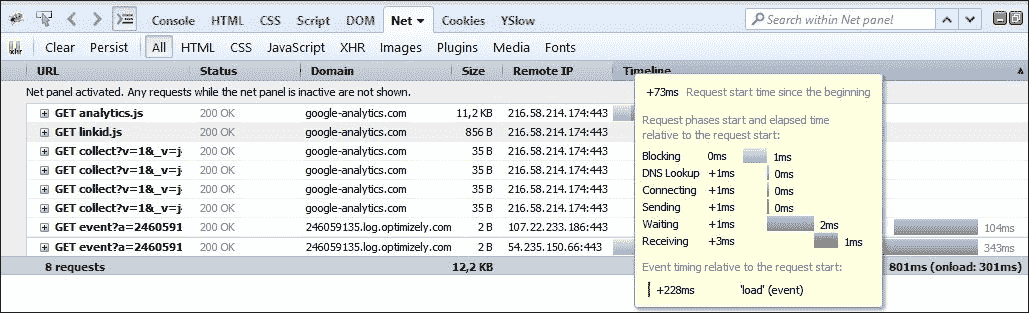 Console HTML CSS Script DOM Net Cookies YSlow Search within Net panel
xhr Clear Persist All HTML CSS JavaScript XHR Images Plugins Media Fonts
URL Status Domain Size Remote IP Timeline
Net panel activated. Any requests while the net panel is inactive are not shown.
GET analytics.js 200 OK google-analytics.com 11,2 KB 216.58.214.174:443
GET linkid.js 200 OK google-analytics.com 856 B 216.58.214.174:443
GET collect?v=1&_v=j 200 OK google-analytics.com 35 B 216.58.214.174:443
GET collect?v=1&_v=j 200 OK google-analytics.com 35 B 216.58.214.174:443
GET collect?v=1&_v=j 200 OK google-analytics.com 35 B 216.58.214.174:443
GET collect?v=1&_v=j 200 OK google-analytics.com 35 B 216.58.214.174:443
GET event?a=2460591 200 OK 246059135.log.optimizely.com 2 B 107.22.233.186:443 104ms
GET event?a=2460591 200 OK 246059135.log.optimizely.com 2 B 54.235.150.66:443 343ms
8 requests 12,2 KB 801ms (onload: 301ms)
+73ms Request start time since the beginning
Request phases start and elapsed time
relative to the request start:
Blocking 0ms 1ms
DNS Lookup +1ms 0ms
Connecting +1ms 0ms
Sending +1ms 0ms
Waiting +1ms 2ms
Receiving +3ms 1ms
Event timing relative to the request start:
+228ms 'load' (event)